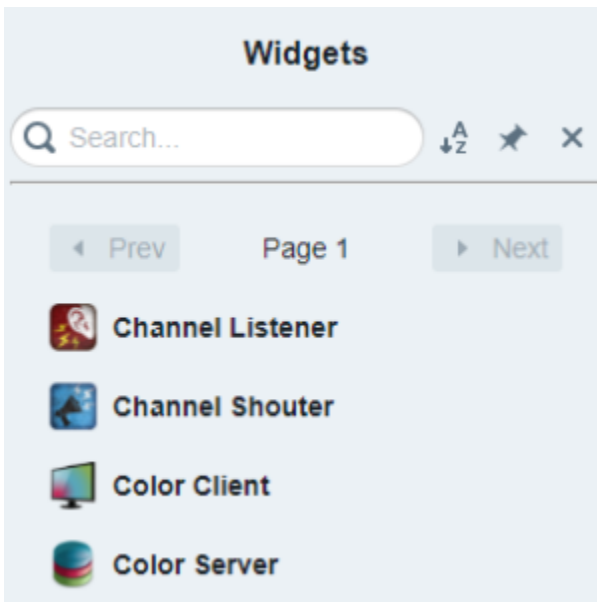 Widgets
Search...
A
Z
Prev Page 1 Next
Channel Listener
Channel Shouter
Color Client
Color Server